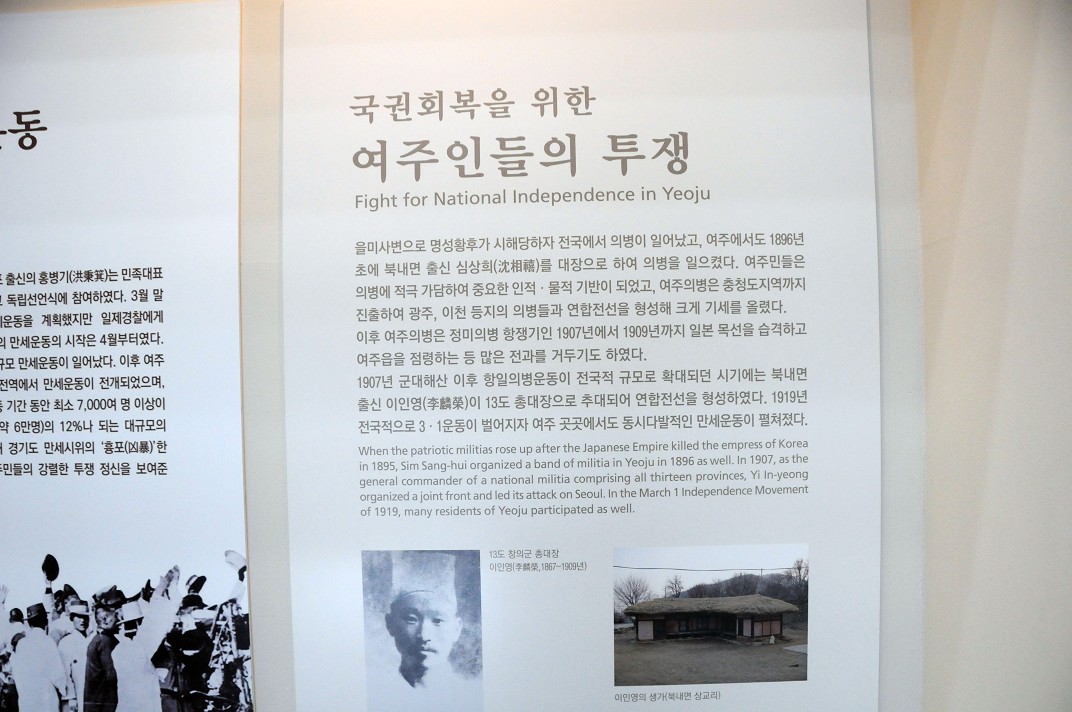 동
출신의 홍병기(洪秉箕)는 민족대표
독립선언식에 참여하였다. 3월 말
운동을 계획했지만 일제경찰에게
의 만세운동의 시작은 4월부터였다.
규모 만세운동이 일어났다. 이후 여주
전역에서 만세운동이 전개되었으며,
기간 동안 최소 7,000여 명 이상이
약 6만명)의 12%나 되는 대규모의
경기도 만세시위의 '흉포(凶暴)'한
주민들의 강렬한 투쟁 정신을 보여준
국권회복을 위한
여주인들의 투쟁
Fight for National Independence in Yeoju
을미사변으로 명성황후가 시해당하자 전국에서 의병이 일어났고, 여주에서도 1896년
초에 북내면 출신 심상희(沈相禧)를 대장으로 하여 의병을 일으켰다. 여주민들은
의병에 적극 가담하여 중요한 인적·물적 기반이 되었고, 여주의병은 충청도지역까지
진출하여 광주, 이천 등지의 의병들과 연합전선을 형성해 크게 기세를 올렸다.
이후 여주의병은 정미의병 항쟁기인 1907년에서 1909년까지 일본 목선을 습격하고
여주읍을 점령하는 등 많은 전과를 거두기도 하였다.
1907년 군대해산 이후 항일의병운동이 전국적 규모로 확대되던 시기에는 북내면
출신 이인영(李麟榮)이 13도 총대장으로 추대되어 연합전선을 형성하였다. 1919년
전국적으로 3·1운동이 벌어지자 여주 곳곳에서도 동시다발적인 만세운동이 펼쳐졌다.
When the patriotic militias rose up after the Japanese Empire killed the empress of Korea
in 1895, Sim Sang-hui organized a band of militia in Yeoju in 1896 as well. In 1907, as the
general commander of a national militia comprising all thirteen provinces, Yi In-yeong
organized a joint front and led its attack on Seoul. In the March 1 Independence Movement
of 1919, many residents of Yeoju participated as well.
13도 창의군 총대장
이인영(李麟榮,1867~1909년)
이인영의 생가(북내면 상교리)